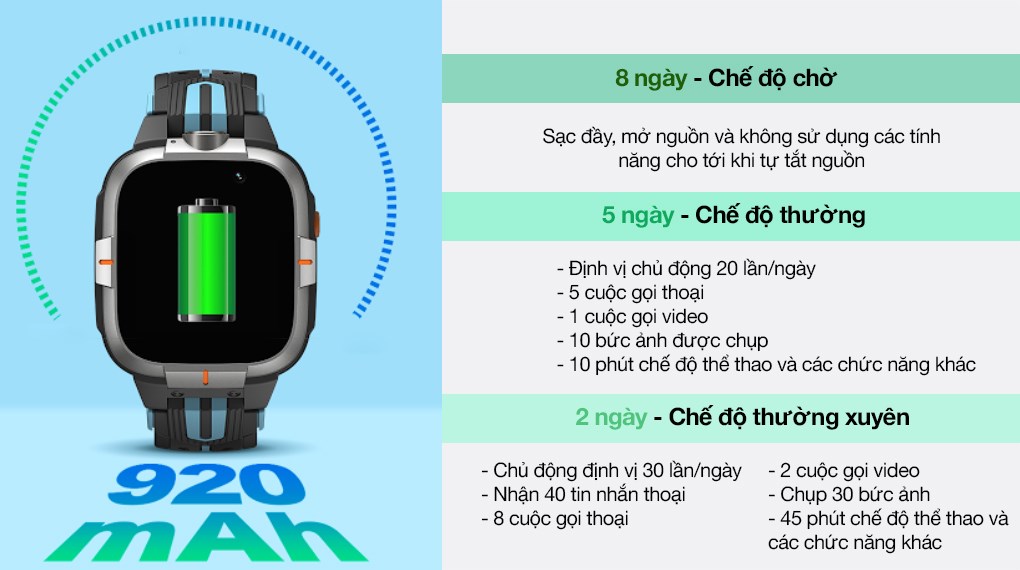 920
mAh
8 ngày - Chế độ chờ
Sạc đầy, mở nguồn và không sử dụng các tính
năng cho tới khi tự tắt nguồn
5 ngày - Chế độ thường
- Định vị chủ động 20 lần/ngày
- 5 cuộc gọi thoại
- 1 cuộc gọi video
- 10 bức ảnh được chụp
- 10 phút chế độ thể thao và các chức năng khác
2 ngày - Chế độ thường xuyên
- Chủ động định vị 30 lần/ngày
- Nhận 40 tin nhắn thoại
- 8 cuộc gọi thoại
- 2 cuộc gọi video
- Chụp 30 bức ảnh
- 45 phút chế độ thể thao và
các chức năng khác